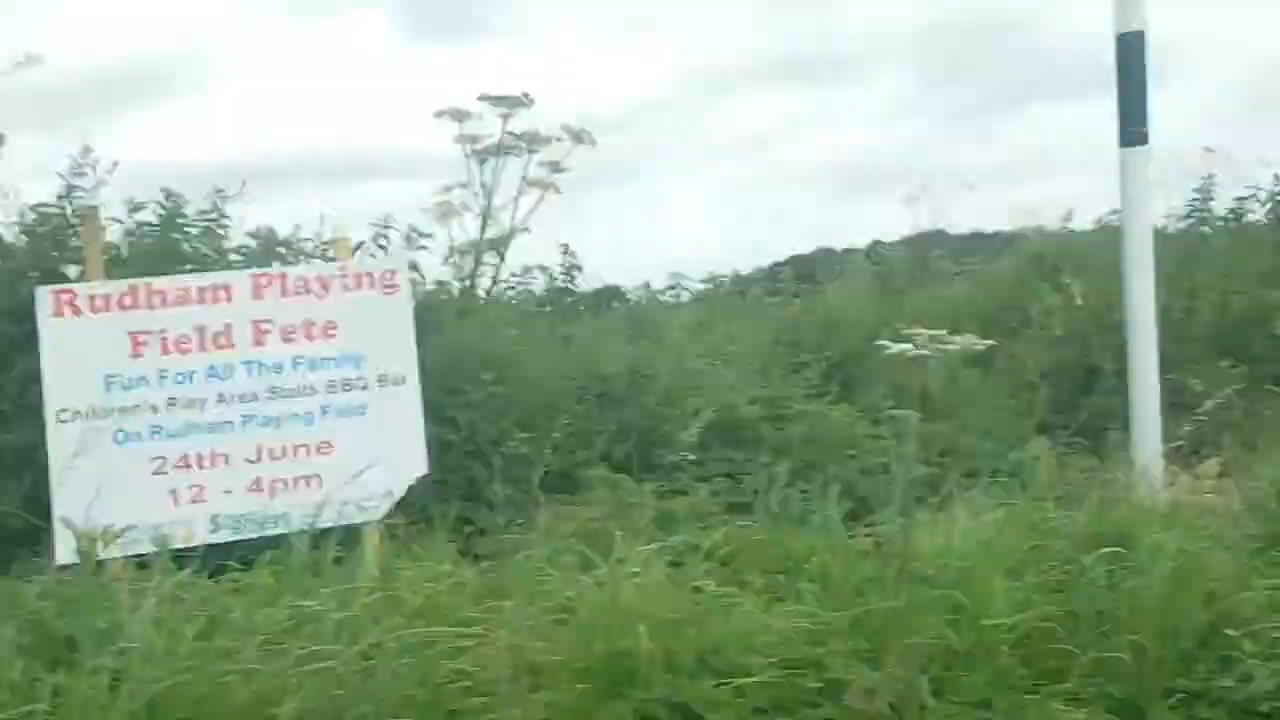 Rudham Playing
Field Fete
Fun For All The Family
Children's Play Area Stalls BBQ Bar
On Rudham Playing Field
24th June
12 - 4pm